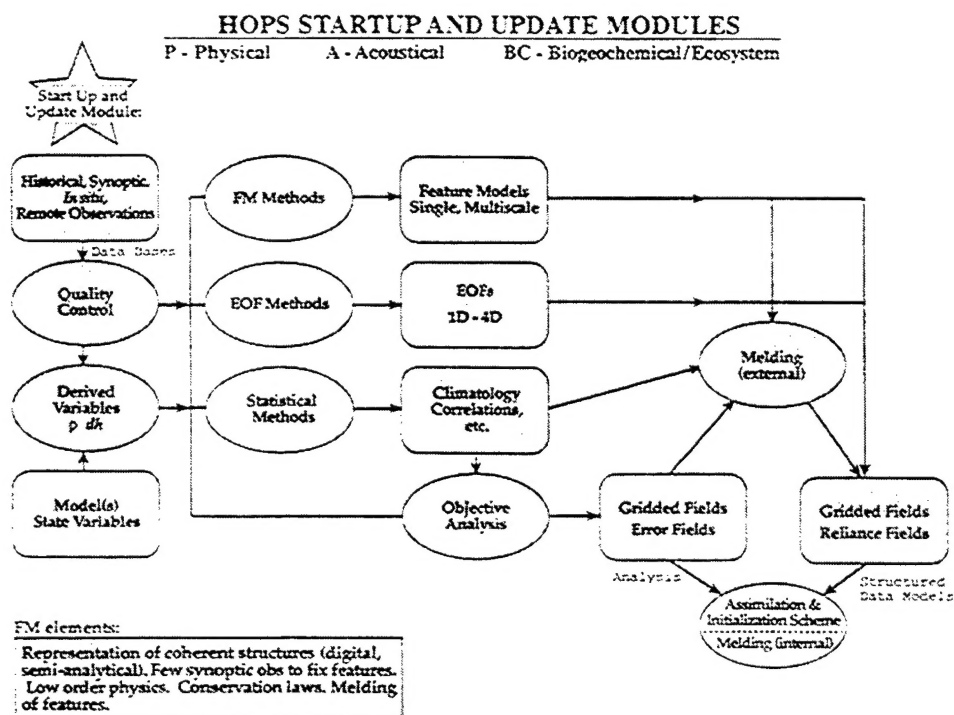 HOPS STARTUP AND UPDATE MODULES
P - Physical A - Acoustical BC - Biogeochemical/Ecosystem
Start Up and
Update Module:
Historical, Synoptic,
In situ,
Remote Observations
Data Bases
Quality
Control
Derived
Variables
ρ dh
Model(s)
State Variables
FM Methods
EOF Methods
Statistical
Methods
Feature Models
Single, Multiscale
EOFs
1D - 4D
Climatology
Correlations,
etc.
Objective
Analysis
Melding
(external)
Gridded Fields
Error Fields
Gridded Fields
Reliance Fields
Analysis
Structured
Data Models
Assimilation &
Initialization Scheme
Melding (internal)
FM elements:
Representation of coherent structures (digital,
semi-analytical). Few synoptic obs to fix features.
Low order physics. Conservation laws. Melding
of features.